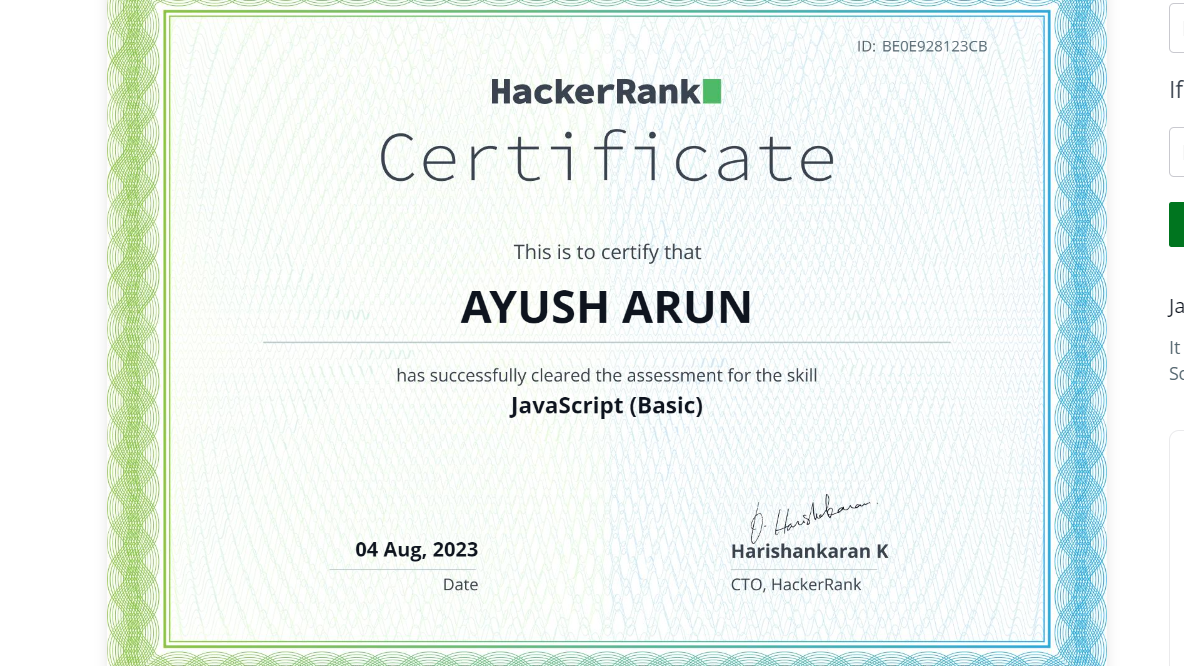 ID: BE0E928123CB
HackerRank
Certificate
This is to certify that
AYUSH ARUN
has successfully cleared the assessment for the skill
JavaScript (Basic)
04 Aug, 2023
Date
Harishankaran K
CTO, HackerRank
If
Ja
It
Sc